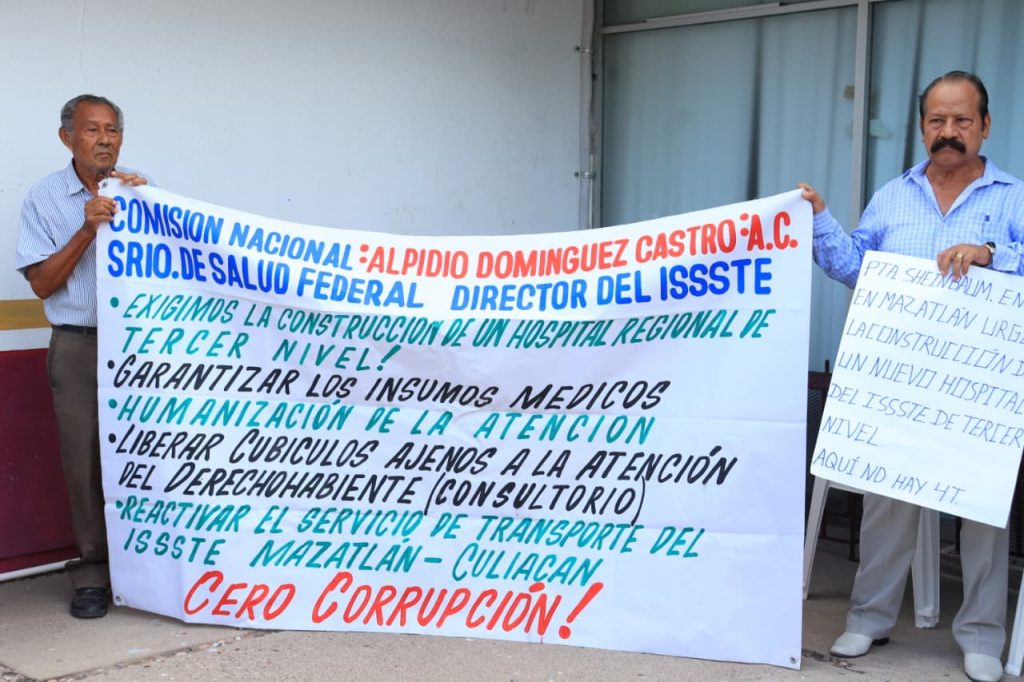 COMISION NACIONAL :ALPIDIO DOMINGUEZ CASTRO :A.C.
SRIO. DE SALUD FEDERAL DIRECTOR DEL ISSSTE
• EXIGIMOS LA CONSTRUCCION DE UN HOSPITAL REGIONAL DE
TERCER NIVEL!
• GARANTIZAR LOS INSUMOS MEDICOS
• HUMANIZACIÓN DE LA ATENCION
• LIBERAR CUBICULOS AJENOS A LA ATENCIÓN
DEL DERECHOHABIENTE (CONSULTORIO)
• REACTIVAR EL SERVICIO DE TRANSPORTE DEL
ISSSTE MAZATLÁN - CULIACAN
CERO CORRUPCIÓN!
PTA SHEINBAUM. EN
EN MAZATLÁN URGE
LA CONSTRUCCIÓN D
UN NUEVO HOSPITAL
DEL ISSSTE. DE TERCER
NIVEL.
AQUÍ NO HAY 4T.